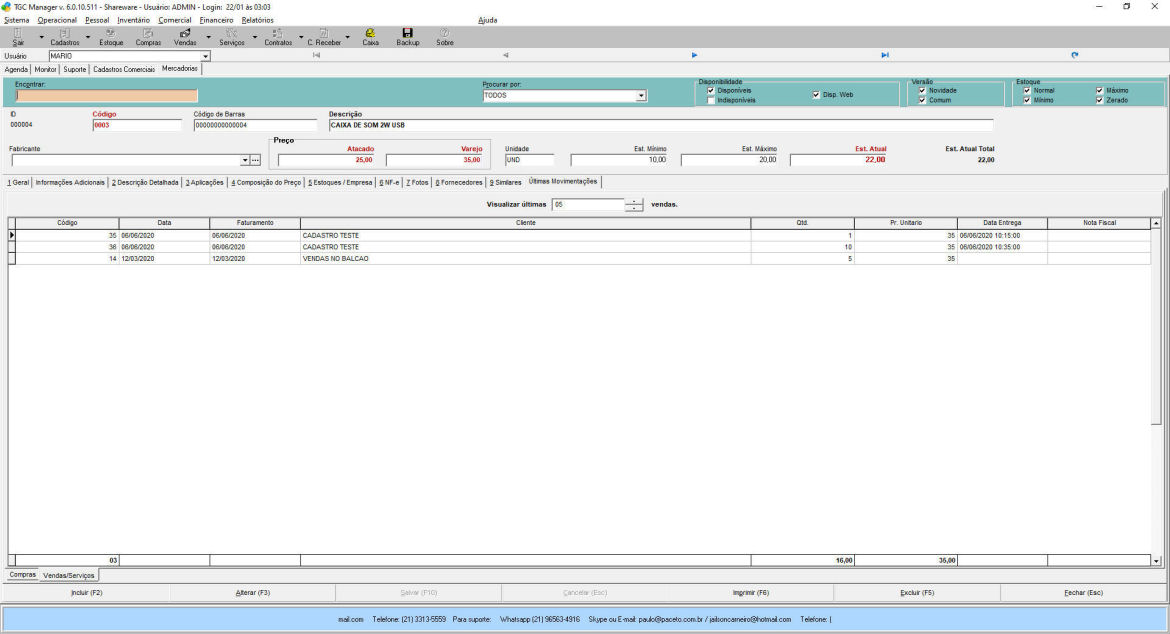 TGC Manager v. 6.0.10.511 - Shareware - Usuário: ADMIN - Login: 22/01 às 03:03
Sistema Operacional Pessoal Inventário Comercial Financeiro Relatórios Ajuda
Sair Cadastros Estoque Compras Vendas Serviços Contratos C. Receber Caixa Backup Sobre
Usuário MARIO
Agenda Monitor Suporte Cadastros Comerciais Mercadorias
Encontrar: Procurar por: Disponibilidade Versão Estoque
TODOS Disponíveis Disp. Web Novidade Normal Máximo
Indisponíveis Comum Mínimo Zerado
ID Código Código de Barras Descrição
000004 0003 00000000000004 CAIXA DE SOM 2W USB
Fabricante Preço Atacado Varejo Unidade Est. Mínimo Est. Máximo Est. Atual Est. Atual Total
25,00 35,00 UND 10,00 20,00 22,00 22,00
1 Geral Informações Adicionais 2 Descrição Detalhada 3 Aplicações 4 Composição do Preço 5 Estoques / Empresa 6 NF-e 7 Fotos 8 Fornecedores 9 Similares Últimas Movimentações
Visualizar últimas 05 vendas.
Código Data Faturamento Cliente Qtd. Pr. Unitario Data Entrega Nota Fiscal
35 06/06/2020 06/06/2020 CADASTRO TESTE 1 35 06/06/2020 10:15:00
36 06/06/2020 06/06/2020 CADASTRO TESTE 10 35 06/06/2020 10:35:00
14 12/03/2020 12/03/2020 VENDAS NO BALCAO 5 35
03 16,00 35,00
Compras Vendas/Serviços
Incluir (F2) Alterar (F3) Salvar (F10) Cancelar (Esc) Imprimir (F6) Excluir (F5) Fechar (Esc)
mail.com Telefone: (21) 3313-5559 Para suporte: Whatsapp (21) 96563-4916 Skype ou E-mail: paulo@paceto.com.br / jailsoncarneiro@hotmail.com Telefone: (